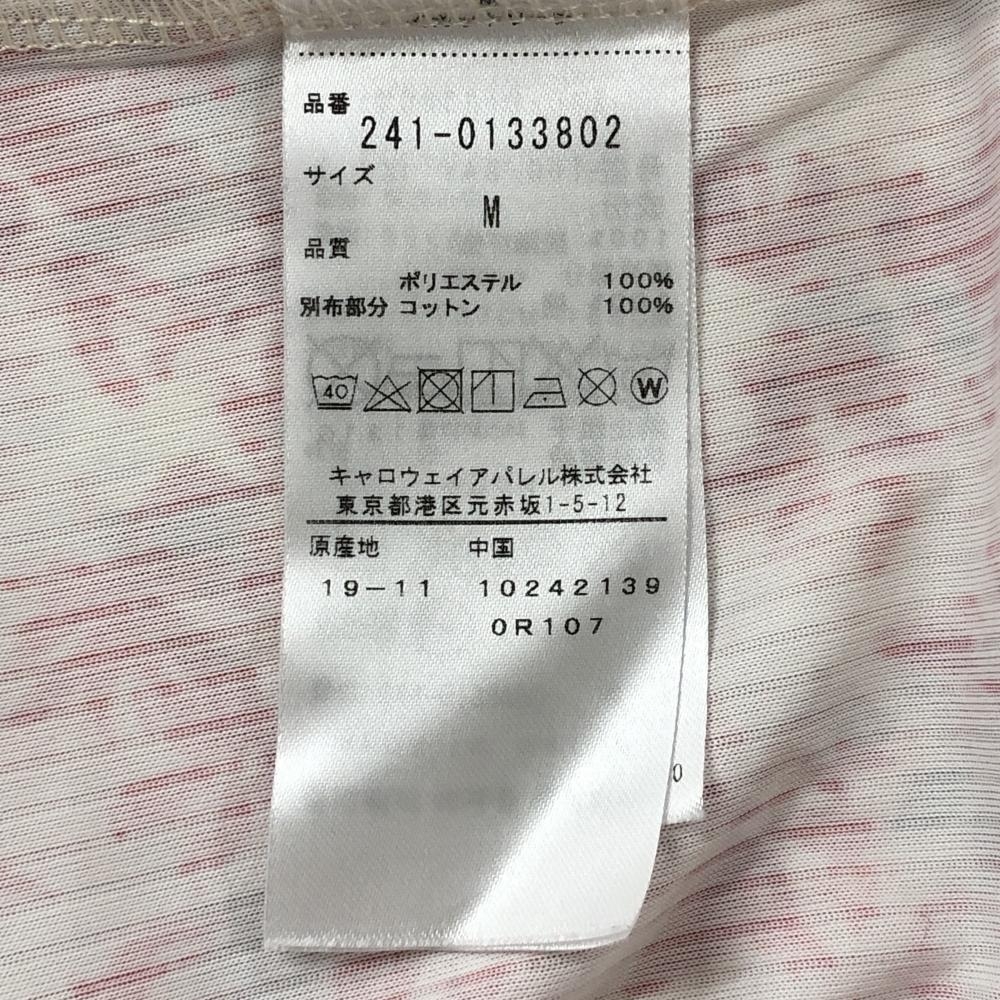 品番
241-0133802
サイズ
M
品質
ポリエステル 100%
別布部分 コットン 100%
40 W
キャロウェイアパレル株式会社
東京都港区元赤坂1-5-12
原産地 中国
19-11 10242139
0R107
0